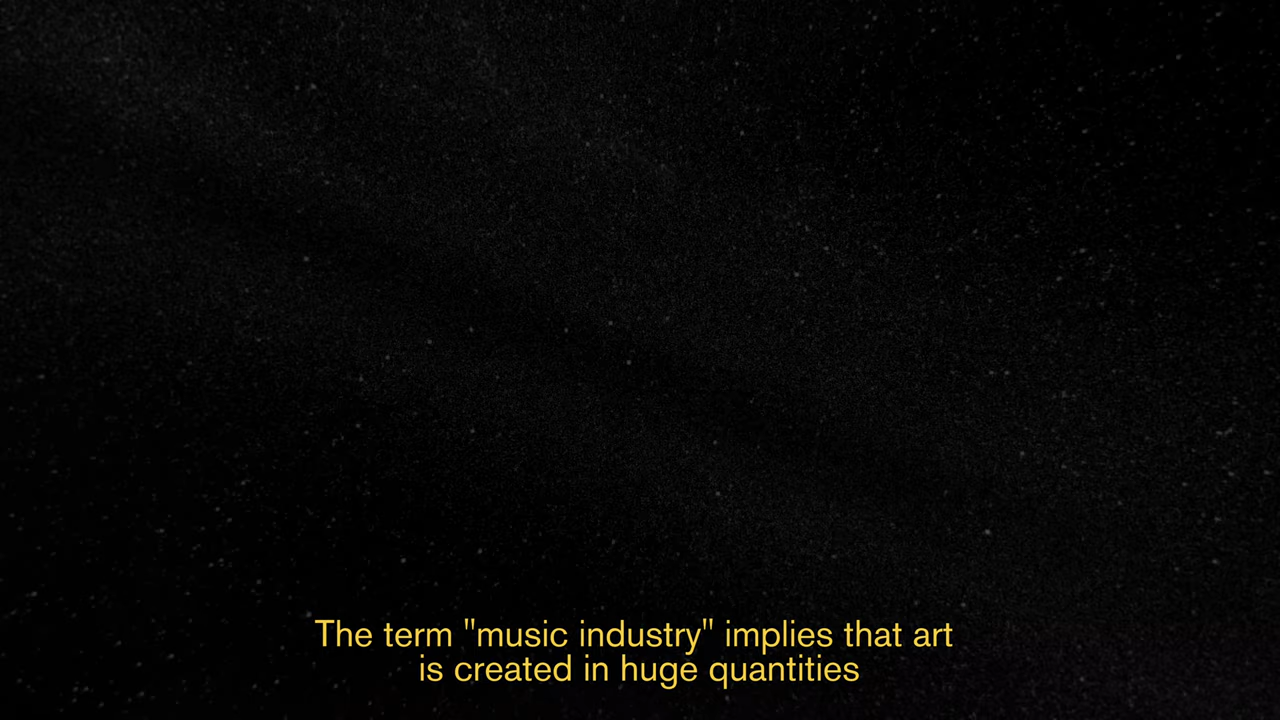 The term "music industry" implies that art
is created in huge quantities